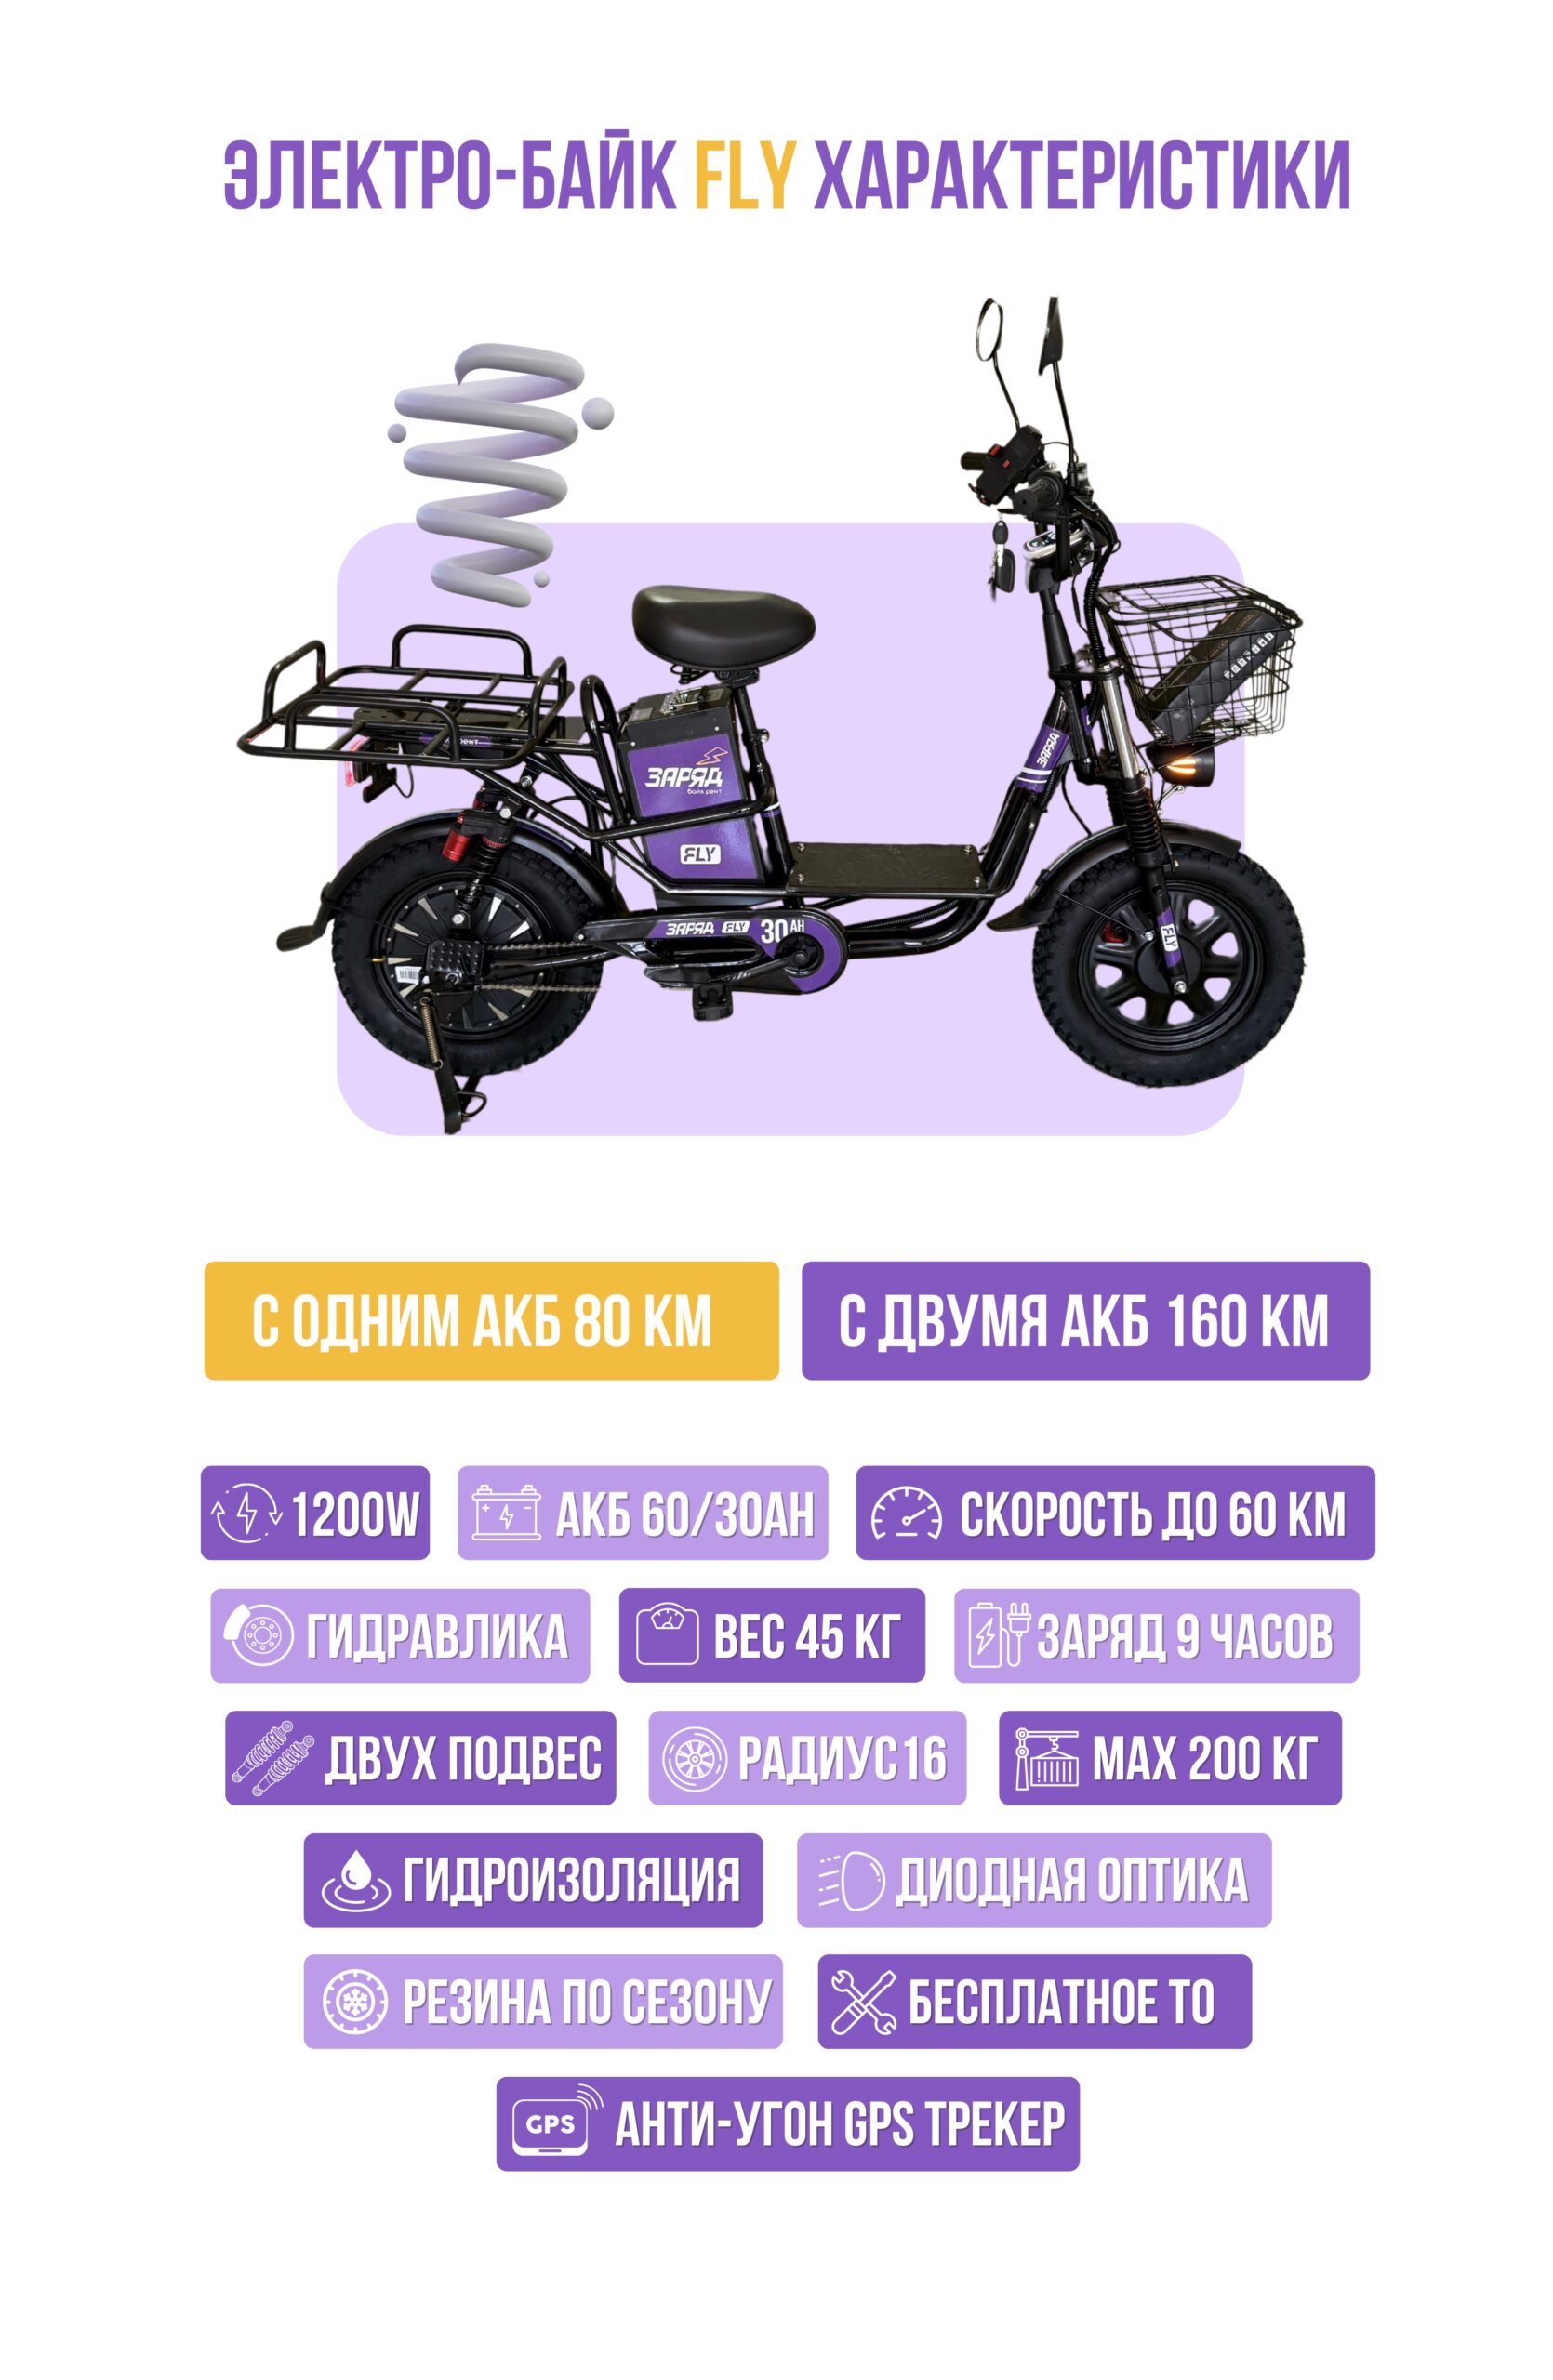 ЭЛЕКТРО-БАЙК FLY ХАРАКТЕРИСТИКИ
рент
ЗАРЯД
байк рент
FLY
ЗАРЯД
ЗАРЯД FLY 30 AH
FLY
С ОДНИМ АКБ 80 КМ
С ДВУМЯ АКБ 160 КМ
1200W
АКБ 60/30АН
СКОРОСТЬ ДО 60 КМ
ГИДРАВЛИКА
ВЕС 45 КГ
ЗАРЯД 9 ЧАСОВ
ДВУХ ПОДВЕС
РАДИУС 16
MAX 200 КГ
ГИДРОИЗОЛЯЦИЯ
ДИОДНАЯ ОПТИКА
РЕЗИНА ПО СЕЗОНУ
БЕСПЛАТНОЕ ТО
GPS
АНТИ-УГОН GPS ТРЕКЕР